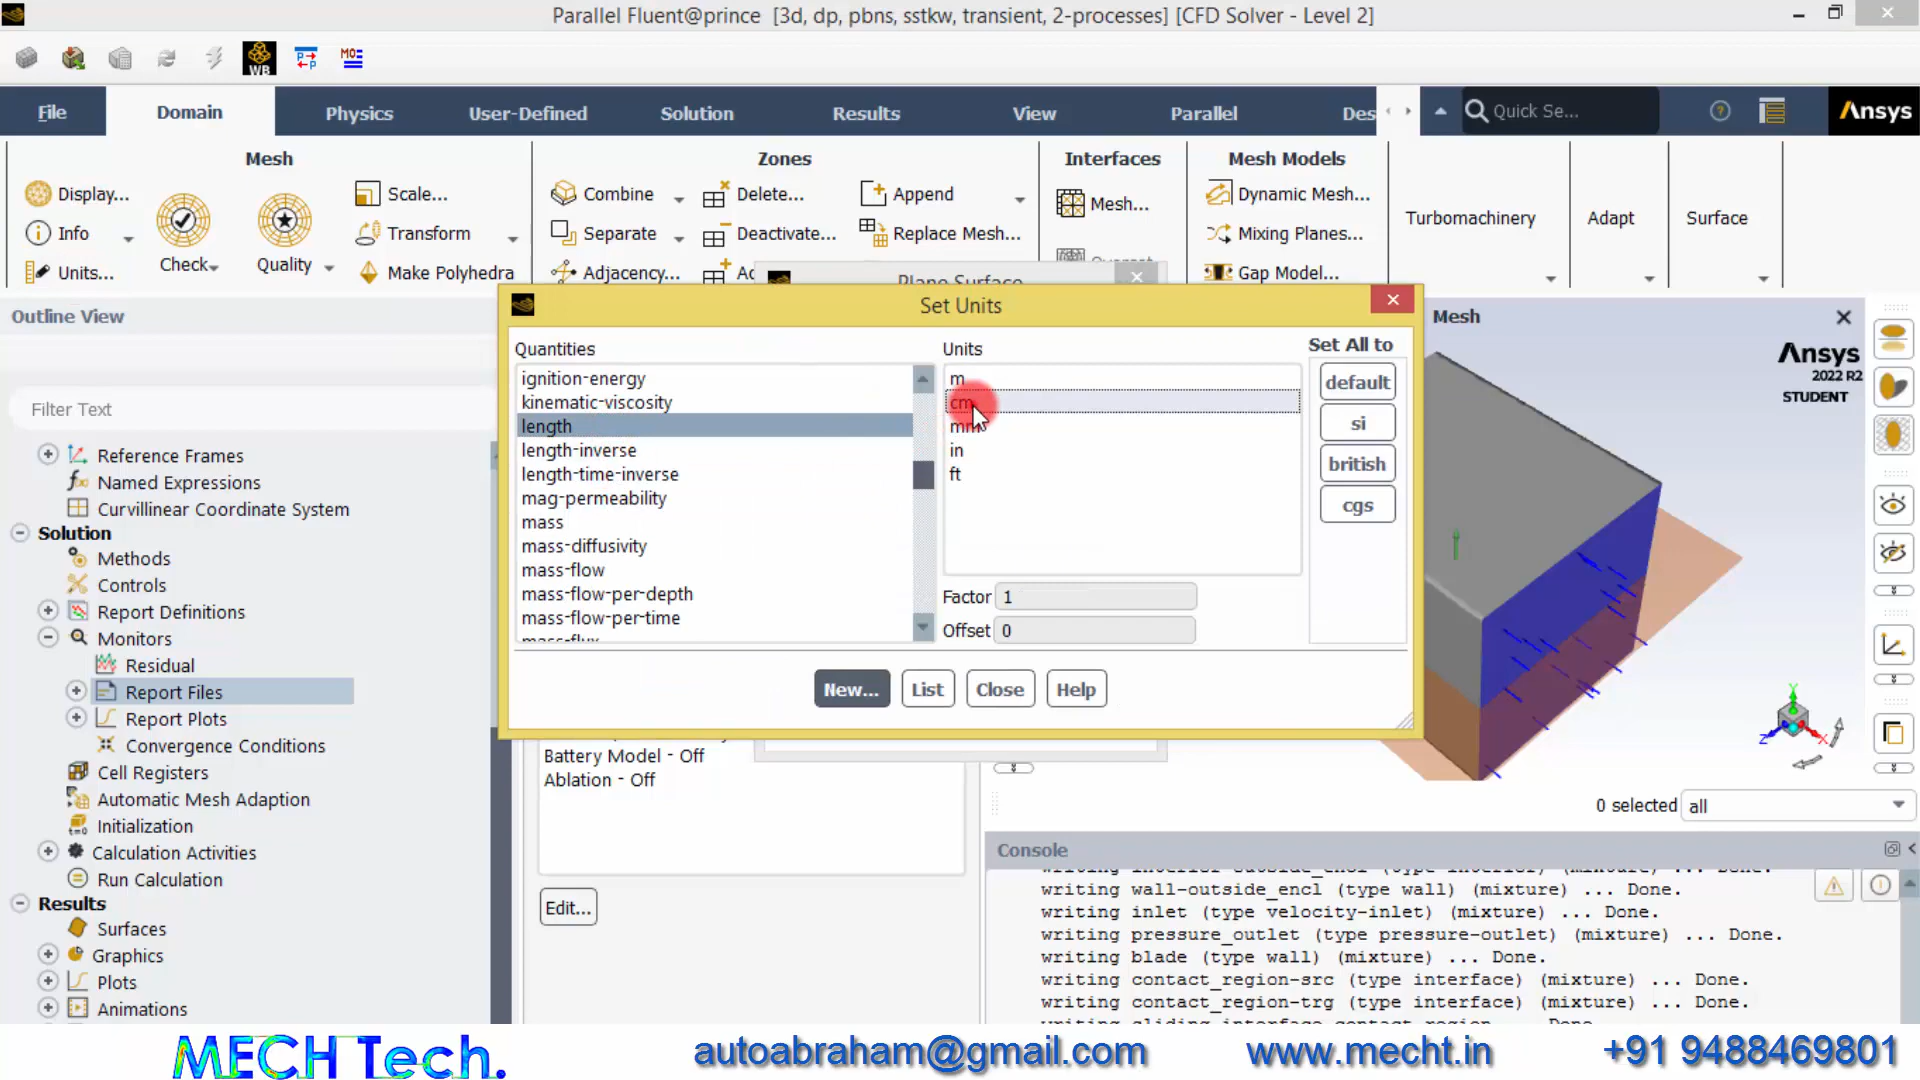 Parallel Fluent@prince [3d, dp, pbns, sstkw, transient, 2-processes] [CFD Solver - Level 2]
WB
File Domain Physics User-Defined Solution Results View Parallel Des Quick Se... Ansys
Mesh Zones Interfaces Mesh Models
Display... Scale... Combine Delete... Append Mesh... Dynamic Mesh...
Info Check Quality Transform Separate Deactivate... Replace Mesh... Mixing Planes... Turbomachinery Adapt Surface
Units... Make Polyhedra Adjacency... Gap Model...
Plane Surface
Outline View
Filter Text
Reference Frames
Named Expressions
Curvillinear Coordinate System
Solution
Methods
Controls
Report Definitions
Monitors
Residual
Report Files
Report Plots
Convergence Conditions
Cell Registers
Automatic Mesh Adaption
Initialization
Calculation Activities
Run Calculation
Results
Surfaces
Graphics
Plots
Animations
Set Units
Quantities
ignition-energy
kinematic-viscosity
length
length-inverse
length-time-inverse
mag-permeability
mass
mass-diffusivity
mass-flow
mass-flow-per-depth
mass-flow-per-time
mass-flux
Units
m
cm
mm
in
ft
Factor 1
Offset 0
Set All to
default
si
british
cgs
New... List Close Help
Battery Model - Off
Ablation - Off
Edit...
Mesh
Ansys
2022 R2
STUDENT
Y
Z
X
0 selected all
Console
writing wall-outside_encl (type wall) (mixture) ... Done.
writing inlet (type velocity-inlet) (mixture) ... Done.
writing pressure_outlet (type pressure-outlet) (mixture) ... Done.
writing blade (type wall) (mixture) ... Done.
writing contact_region-src (type interface) (mixture) ... Done.
writing contact_region-trg (type interface) (mixture) ... Done.
MECH Tech. autoabraham@gmail.com www.mecht.in +91 9488469801